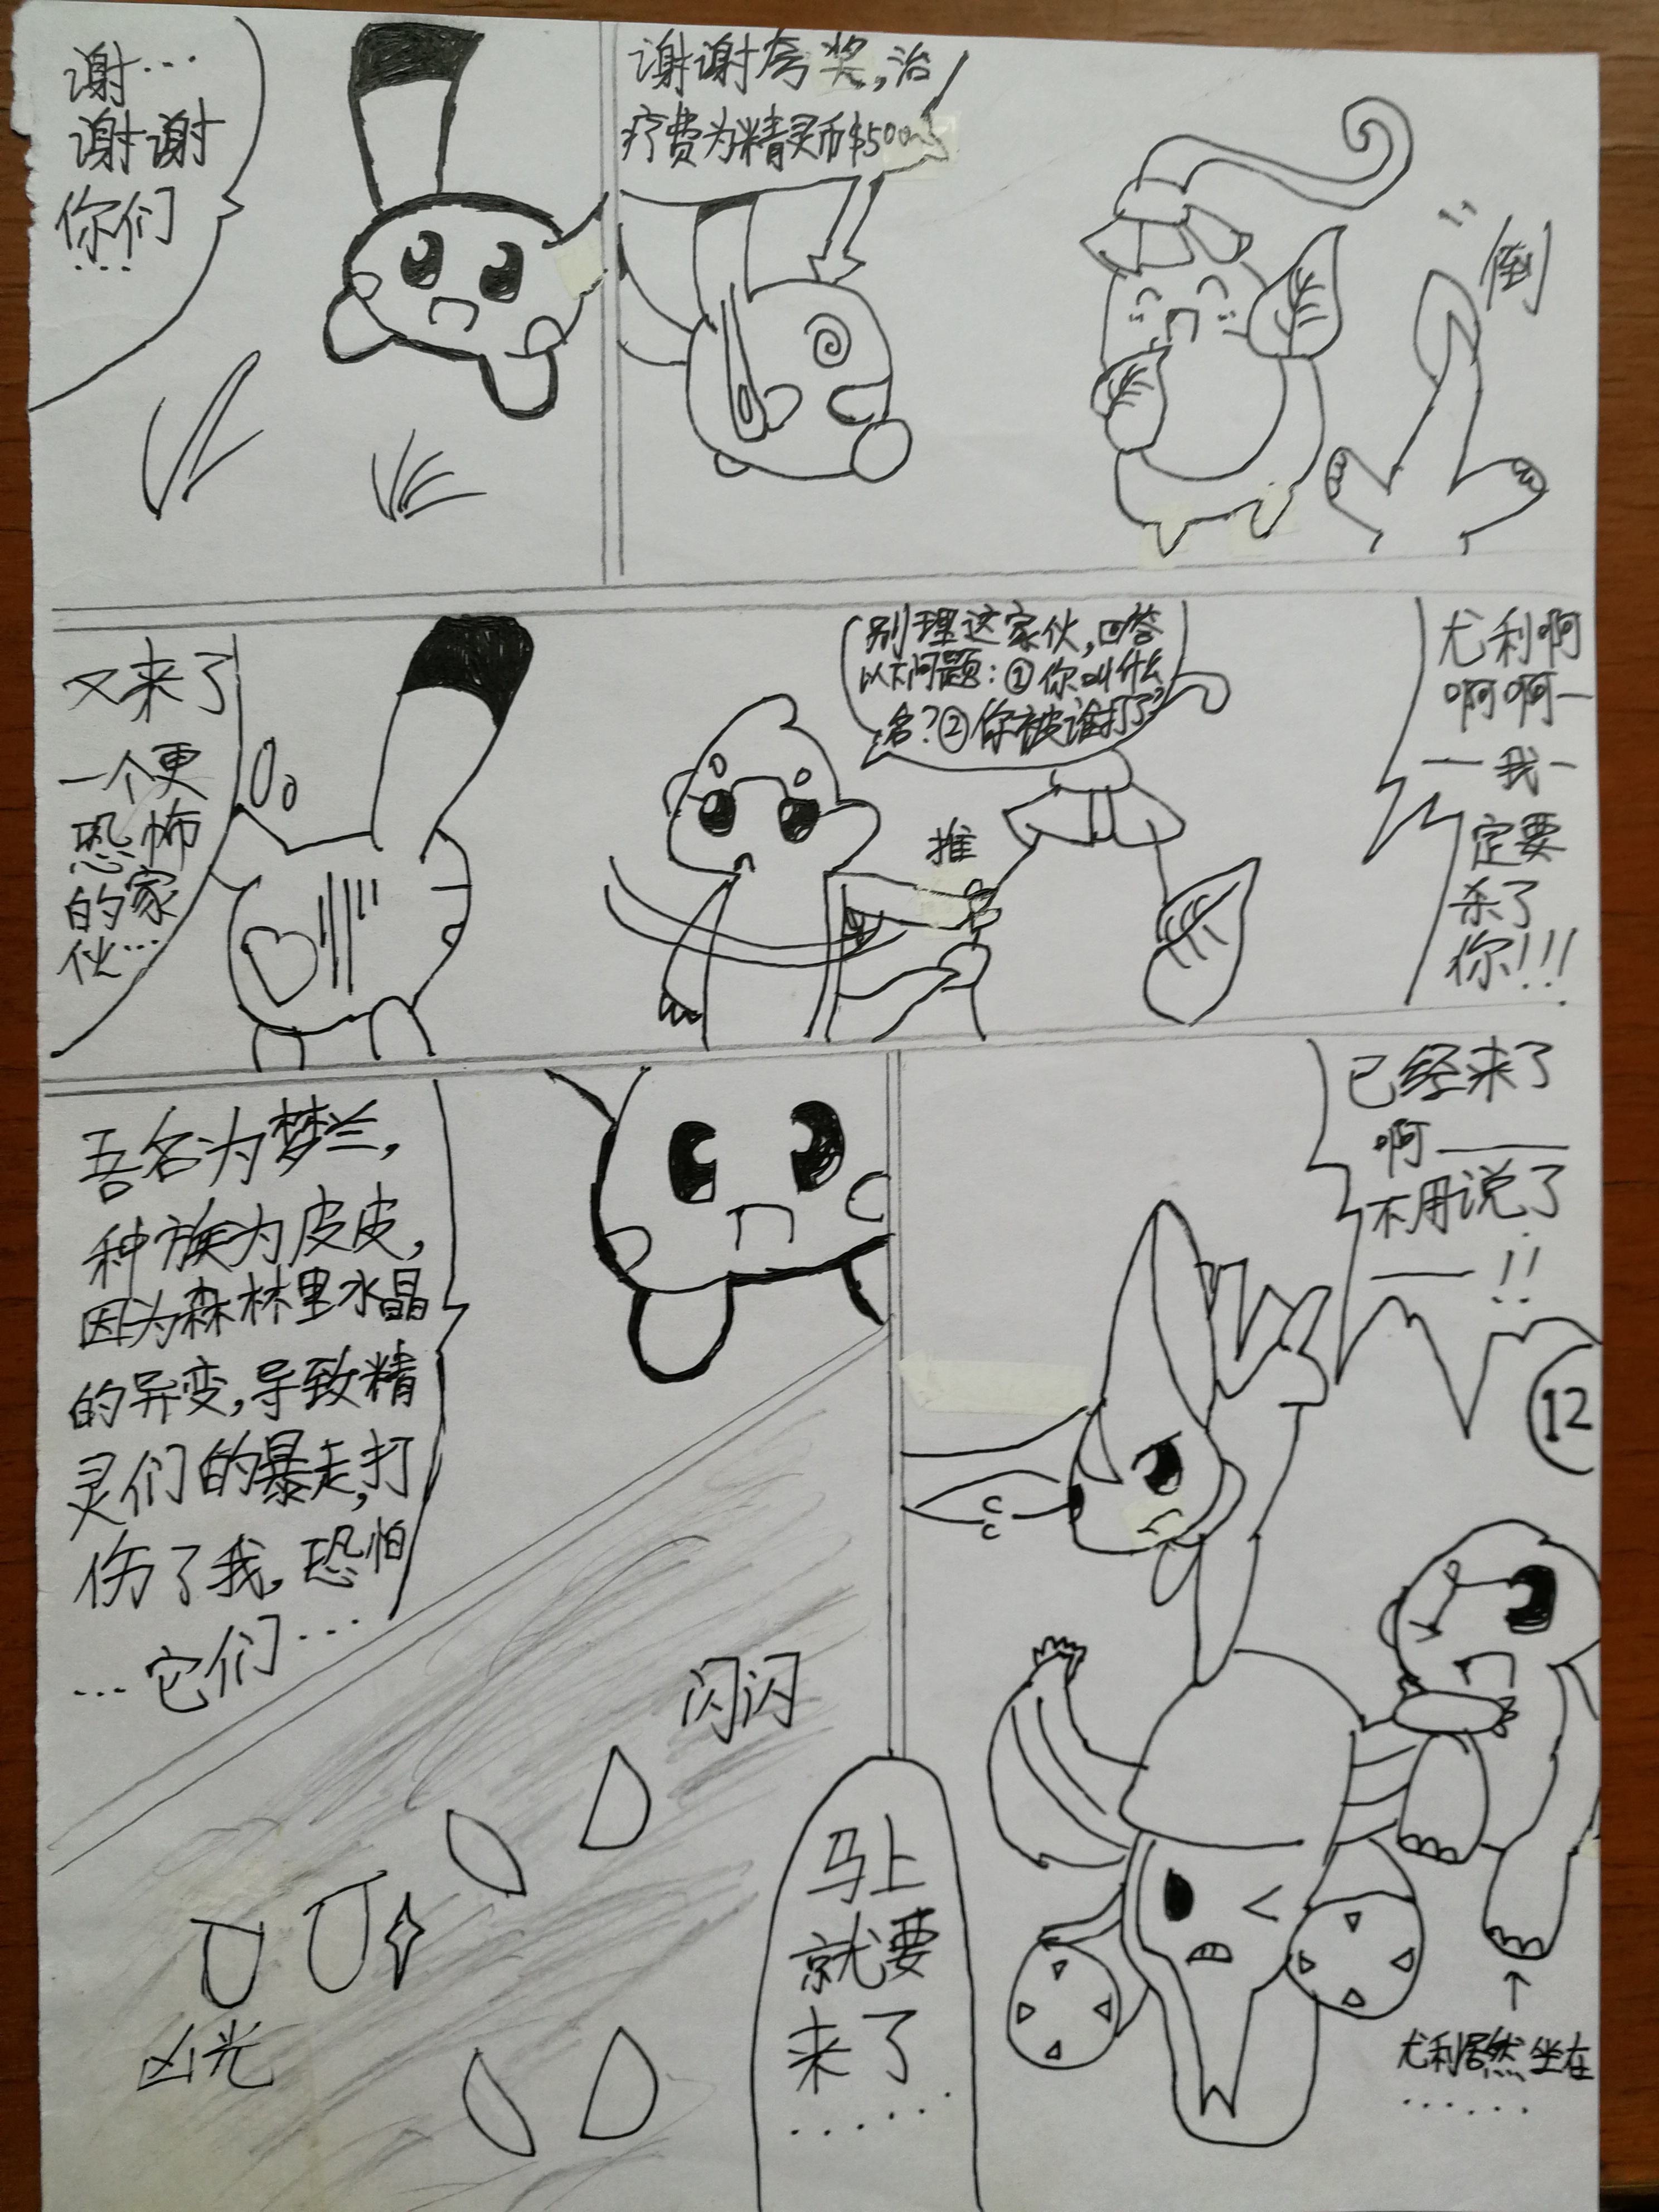 谢…
谢谢
你们
…
谢谢夸奖,治
疗费为精灵币$500
倒
又来了
一个更
恐怖
的家
伙…
别理这家伙,回答
以下问题:①你叫什么
名?②你被谁打了?
推
尤利啊
啊啊一
一我一
定要
杀了
你!!!
吾名为梦兰,
种族为皮皮,
因为森林里水晶
的异变,导致精
灵们的暴走,打
伤了我,恐怕
…它们…
已经来了
啊——
不用说了
——!!
12
闪闪
凶光
马上
就要
来了
……
尤利居然坐在
……